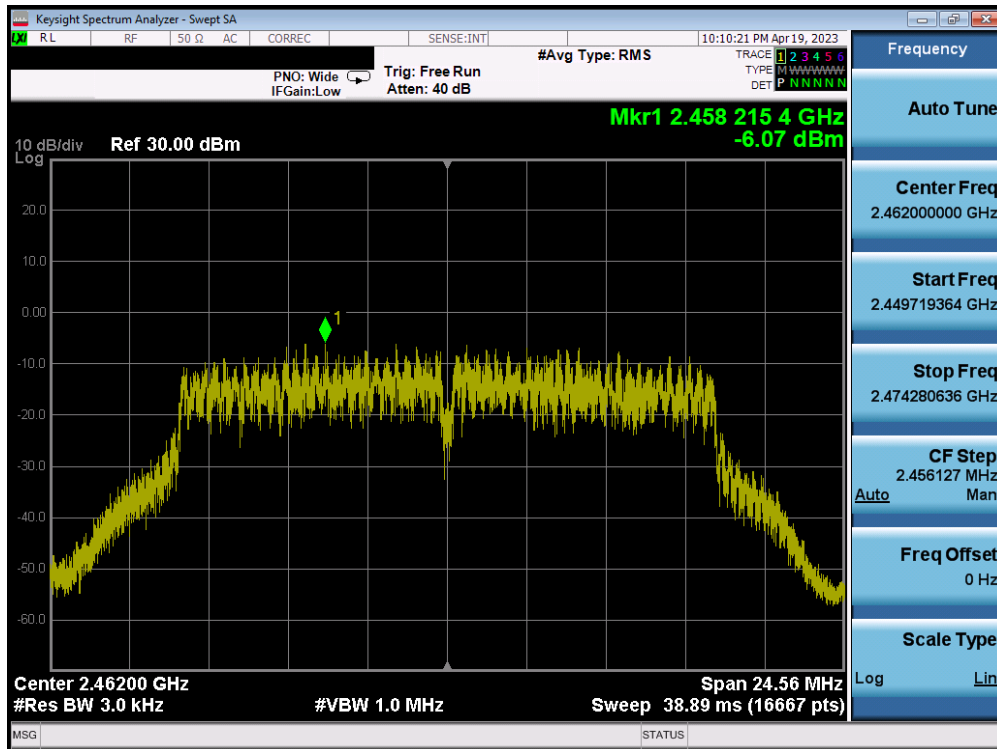 Keysight Spectrum Analyzer - Swept SA
LXI RL RF 50 Ω AC CORREC SENSE:INT 10:10:21 PM Apr 19, 2023
#Avg Type: RMS
TRACE 1 2 3 4 5 6
PNO: Wide Trig: Free Run
TYPE M W W W W W
IFGain:Low Atten: 40 dB
DET P N N N N N
Mkr1 2.458 215 4 GHz
-6.07 dBm
10 dB/div Ref 30.00 dBm
Log
20.0
10.0
0.00
1
-10.0
-20.0
-30.0
-40.0
-50.0
-60.0
Center 2.46200 GHz Span 24.56 MHz
#Res BW 3.0 kHz #VBW 1.0 MHz Sweep 38.89 ms (16667 pts)
MSG STATUS
Frequency
Auto Tune
Center Freq
2.462000000 GHz
Start Freq
2.449719364 GHz
Stop Freq
2.474280636 GHz
CF Step
2.456127 MHz
Auto Man
Freq Offset
0 Hz
Scale Type
Log Lin